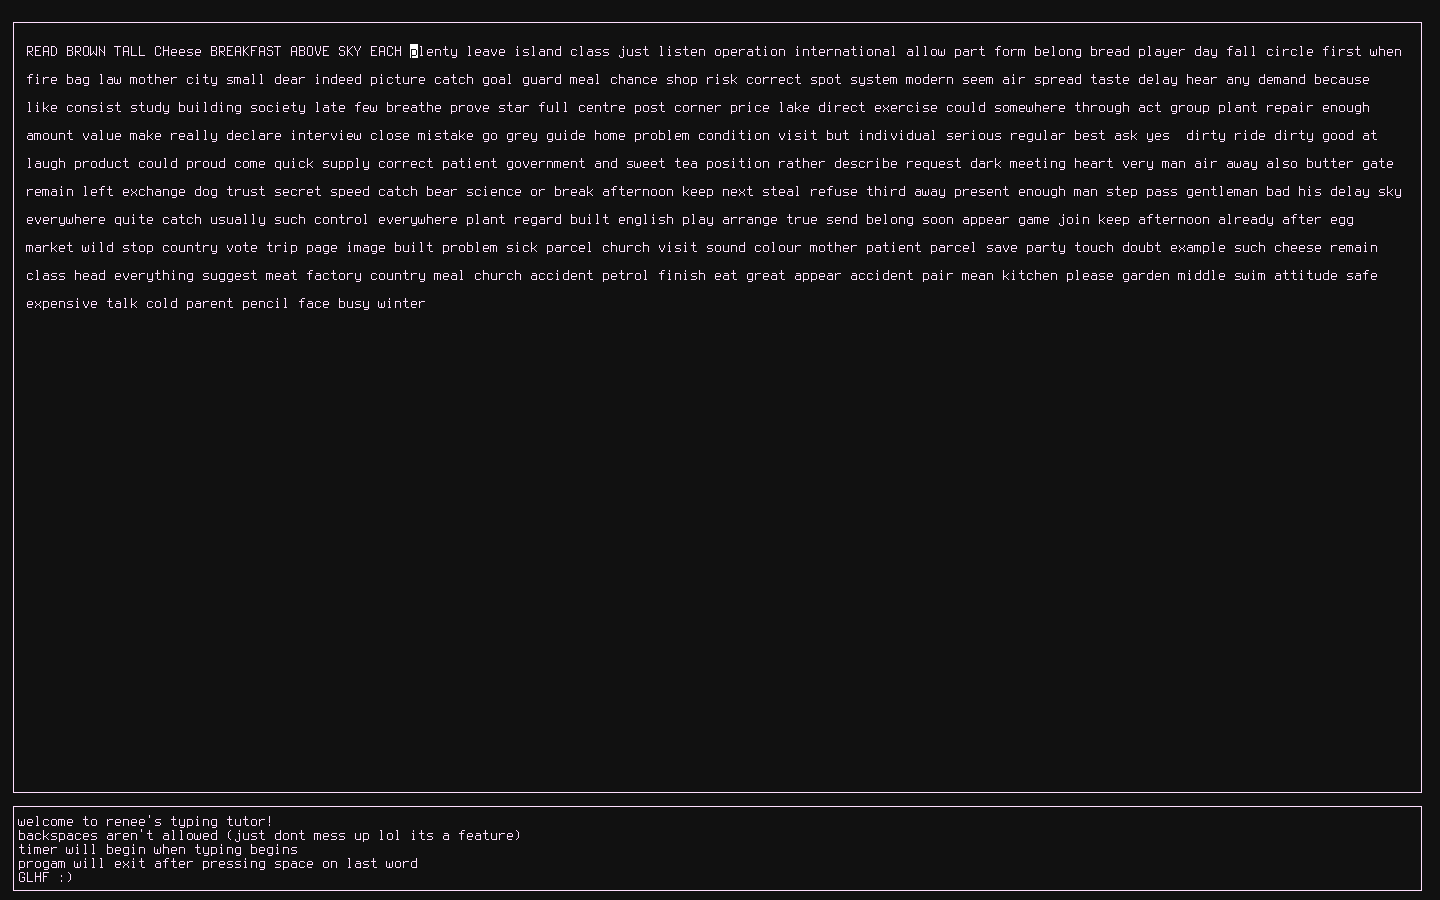 READ BROWN TALL CHeese BREAKFAST ABOVE SKY EACH plenty leave island class just listen operation international allow part form belong bread player day fall circle first when
fire bag law mother city small dear indeed picture catch goal guard meal chance shop risk correct spot system modern seem air spread taste delay hear any demand because
like consist study building society late few breathe prove star full centre post corner price lake direct exercise could somewhere through act group plant repair enough
amount value make really declare interview close mistake go grey guide home problem condition visit but individual serious regular best ask yes  dirty ride dirty good at
laugh product could proud come quick supply correct patient government and sweet tea position rather describe request dark meeting heart very man air away also butter gate
remain left exchange dog trust secret speed catch bear science or break afternoon keep next steal refuse third away present enough man step pass gentleman bad his delay sky
everywhere quite catch usually such control everywhere plant regard built english play arrange true send belong soon appear game join keep afternoon already after egg
market wild stop country vote trip page image built problem sick parcel church visit sound colour mother patient parcel save party touch doubt example such cheese remain
class head everything suggest meat factory country meal church accident petrol finish eat great appear accident pair mean kitchen please garden middle swim attitude safe
expensive talk cold parent pencil face busy winter
welcome to renee's typing tutor!
backspaces aren't allowed (just dont mess up lol its a feature)
timer will begin when typing begins
progam will exit after pressing space on last word
GLHF :)